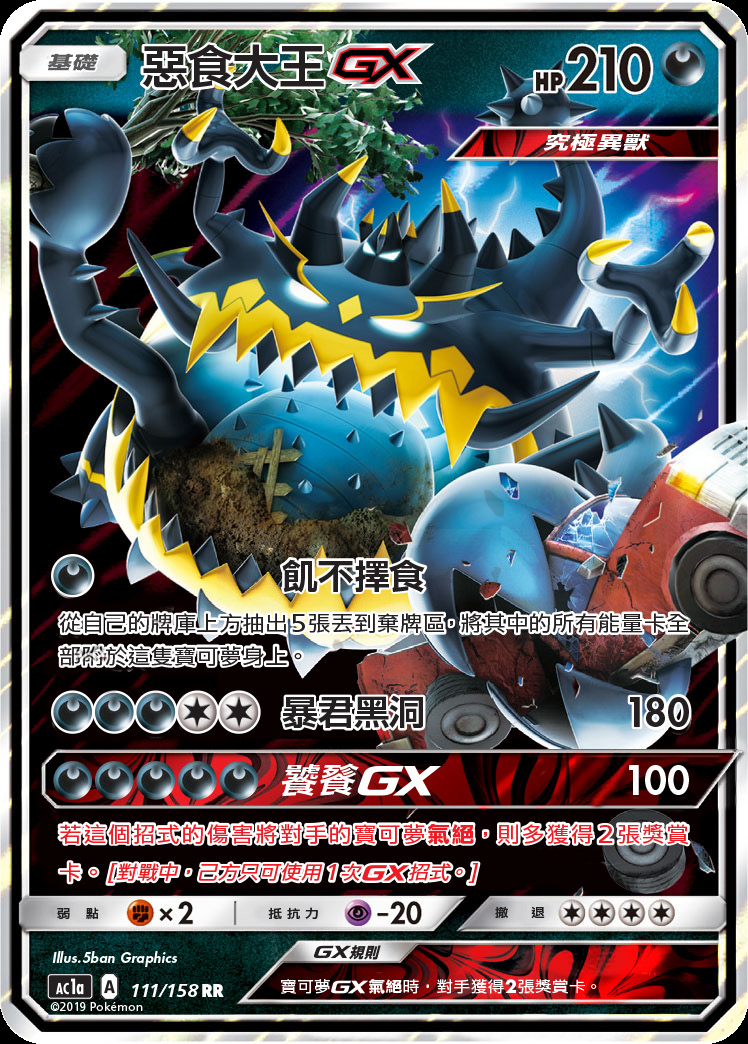 基礎
惡食大王GX
HP210
究極異獸
飢不擇食
從自己的牌庫上方抽出5張丟到棄牌區，將其中的所有能量卡全
部附於這隻寶可夢身上。
暴君黑洞 180
饕餮GX 100
若這個招式的傷害將對手的寶可夢氣絕，則多獲得2張獎賞
卡。[對戰中，己方只可使用1次GX招式。]
弱點 ×2 抵抗力 -20 撤退
Illus.5ban Graphics
GX規則
AC1a A 111/158 RR
寶可夢GX氣絕時，對手獲得2張獎賞卡。
©2019 Pokémon